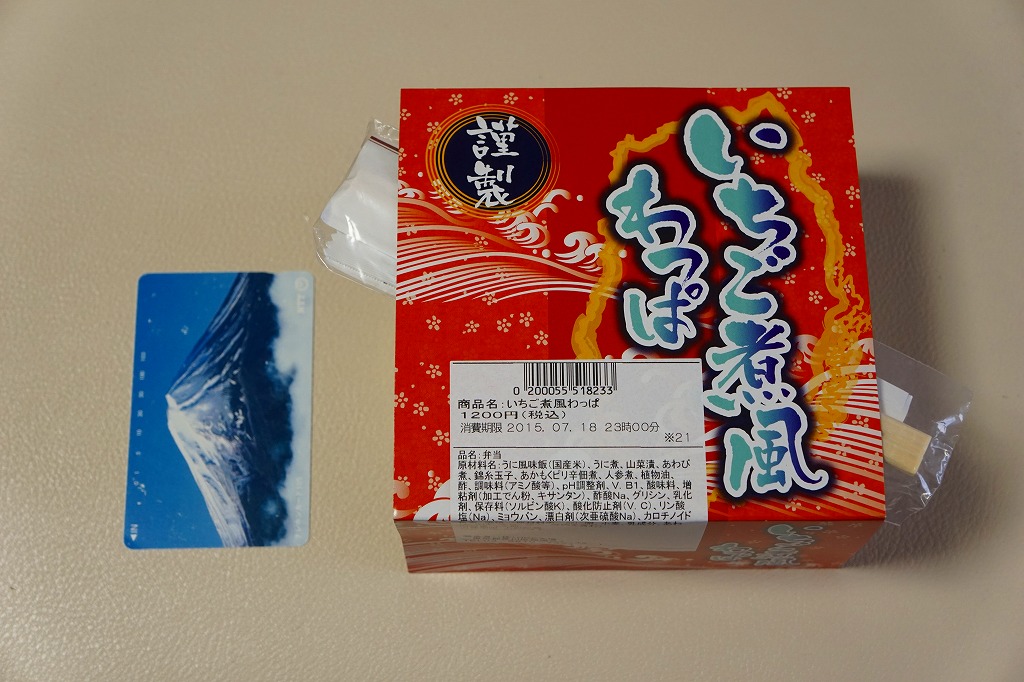 謹製
いちご煮風
わっぱ
0 200055 518233
商品名:いちご煮風わっぱ
1200円(税込)
消費期限 2015. 07. 18 23時00分
※21
品名:弁当
原材料名:うに風味飯(国産米)、うに煮、山菜漬、あわび
煮、錦糸玉子、あかもくピリ辛佃煮、人参煮、植物油、
酢、調味料(アミノ酸等)、pH調整剤、V. B1、酸味料、増
粘剤(加工でん粉、キサンタン)、酢酸Na、グリシン、乳化
剤、保存料(ソルビン酸K)、酸化防止剤(V. C)、リン酸
塩(Na)、ミョウバン、漂白剤(次亜硫酸Na)、カロチノイド